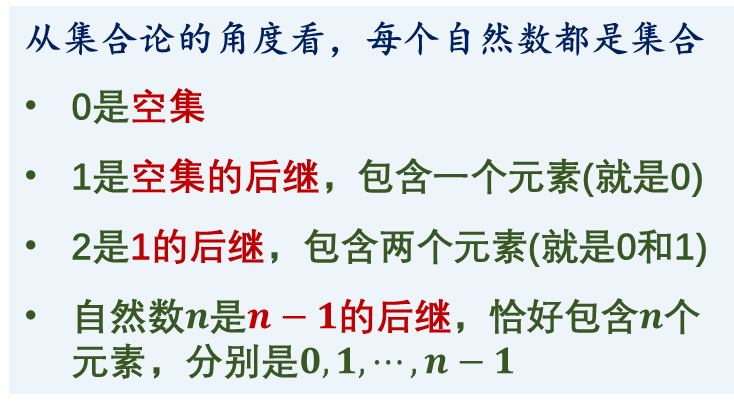 从集合论的角度看，每个自然数都是集合
• 0是空集
• 1是空集的后继，包含一个元素(就是0)
• 2是1的后继，包含两个元素(就是0和1)
• 自然数n是n − 1的后继，恰好包含n个
元素，分别是0, 1, ⋯, n − 1